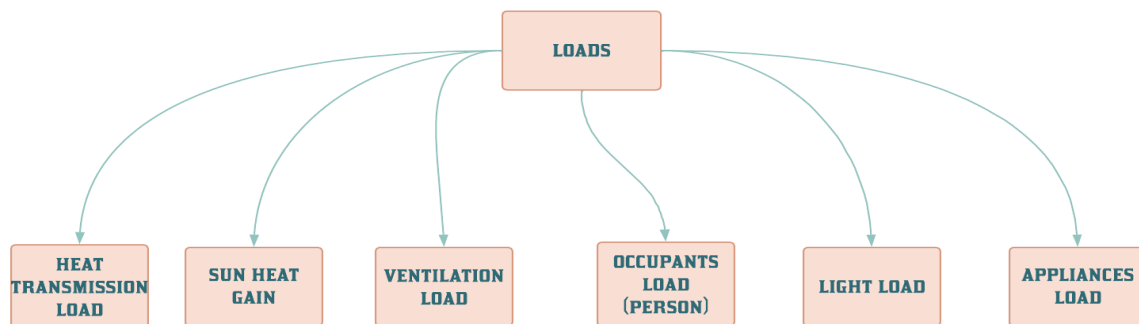 LOADS
HEAT
TRANSMISSION
LOAD
SUN HEAT
GAIN
VENTILATION
LOAD
OCCUPANTS
LOAD
(PERSON)
LIGHT LOAD
APPLIANCES
LOAD